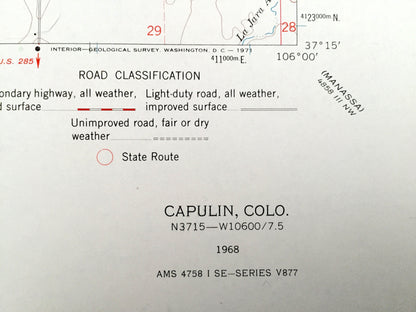 29
28
La Jara
4123000m N.
INTERIOR—GEOLOGICAL SURVEY, WASHINGTON, D. C.—1971
37°15'
U.S. 285
411000m E.
106°00'
ROAD CLASSIFICATION
(MANASSA)
4858 III NW
ondary highway, all weather,
d surface
Light-duty road, all weather,
improved surface
Unimproved road, fair or dry
weather
State Route
CAPULIN, COLO.
N3715—W10600/7.5
1968
AMS 4758 I SE—SERIES V877